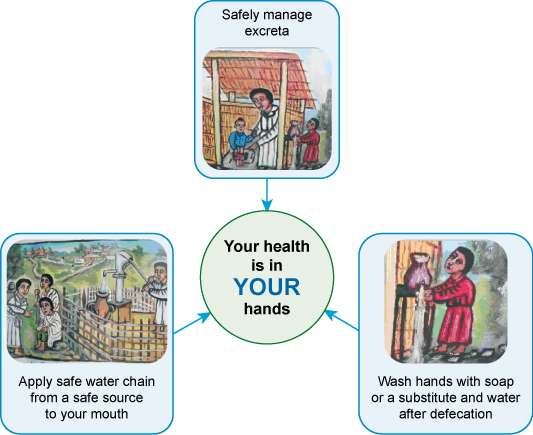 Safely manage
excreta
Your health
is in
YOUR
hands
Apply safe water chain
from a safe source
to your mouth
Wash hands with soap
or a substitute and water
after defecation